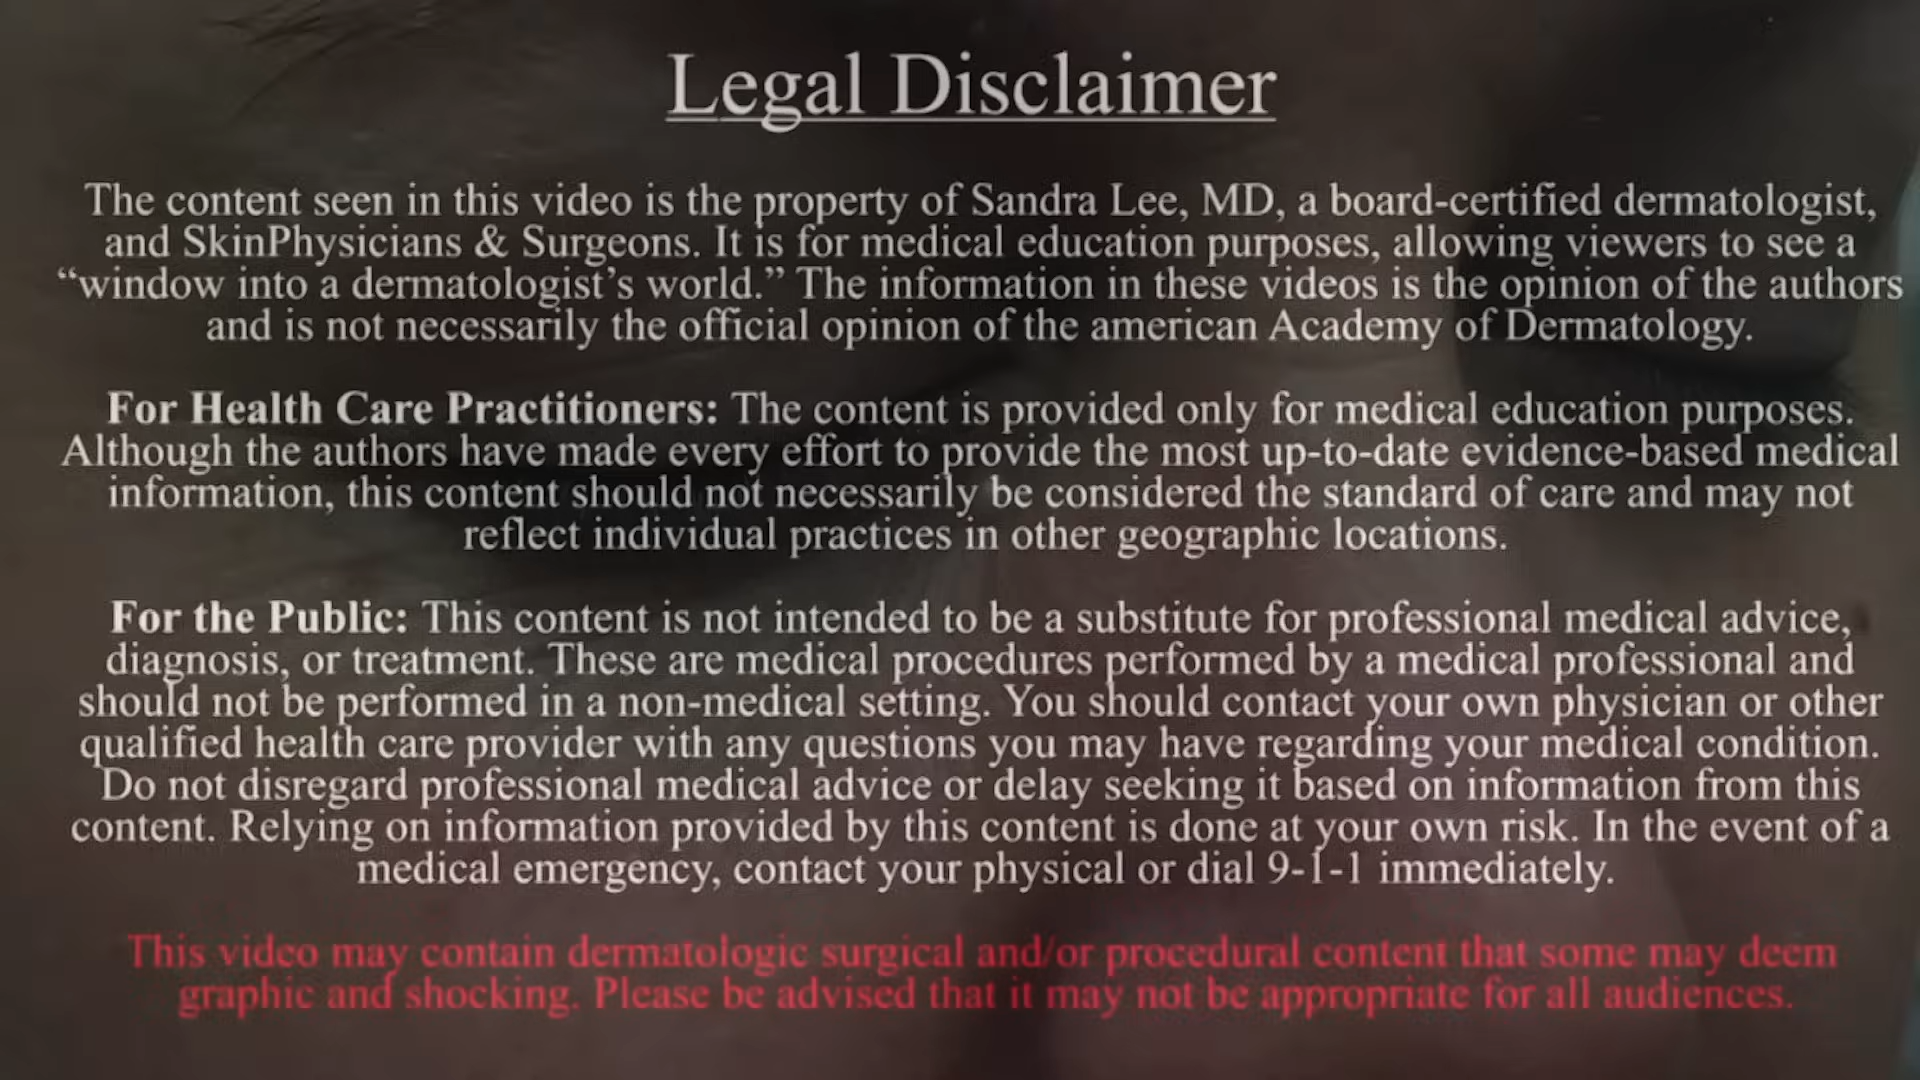 Legal Disclaimer
The content seen in this video is the property of Sandra Lee, MD, a board-certified dermatologist,
and SkinPhysicians & Surgeons. It is for medical education purposes, allowing viewers to see a
“window into a dermatologist’s world.” The information in these videos is the opinion of the authors
and is not necessarily the official opinion of the american Academy of Dermatology.
For Health Care Practitioners: The content is provided only for medical education purposes.
Although the authors have made every effort to provide the most up-to-date evidence-based medical
information, this content should not necessarily be considered the standard of care and may not
reflect individual practices in other geographic locations.
For the Public: This content is not intended to be a substitute for professional medical advice,
diagnosis, or treatment. These are medical procedures performed by a medical professional and
should not be performed in a non-medical setting. You should contact your own physician or other
qualified health care provider with any questions you may have regarding your medical condition.
Do not disregard professional medical advice or delay seeking it based on information from this
content. Relying on information provided by this content is done at your own risk. In the event of a
medical emergency, contact your physical or dial 9-1-1 immediately.
This video may contain dermatologic surgical and/or procedural content that some may deem
graphic and shocking. Please be advised that it may not be appropriate for all audiences.